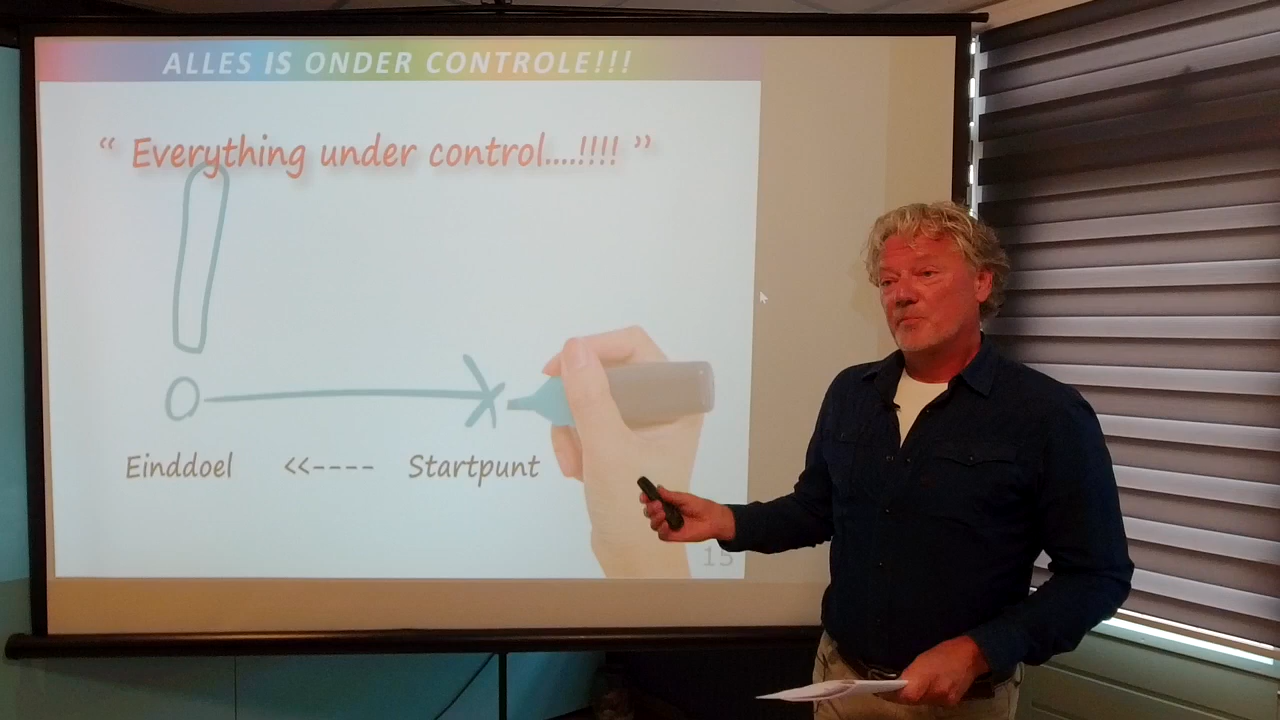 ALLES IS ONDER CONTROLE!!!
“ Everything under control....!!!! ”
Einddoel <<---- Startpunt
15